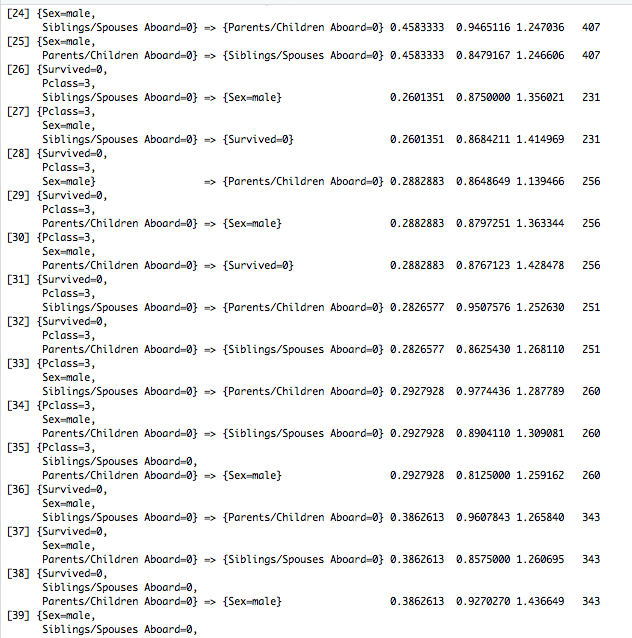 [24] {Sex=male,
Siblings/Spouses Aboard=0} => {Parents/Children Aboard=0} 0.4583333 0.9465116 1.247036 407
[25] {Sex=male,
Parents/Children Aboard=0} => {Siblings/Spouses Aboard=0} 0.4583333 0.8479167 1.246606 407
[26] {Survived=0,
Pclass=3,
Siblings/Spouses Aboard=0} => {Sex=male} 0.2601351 0.8750000 1.356021 231
[27] {Pclass=3,
Sex=male,
Siblings/Spouses Aboard=0} => {Survived=0} 0.2601351 0.8684211 1.414969 231
[28] {Survived=0,
Pclass=3,
Sex=male} => {Parents/Children Aboard=0} 0.2882883 0.8648649 1.139466 256
[29] {Survived=0,
Pclass=3,
Parents/Children Aboard=0} => {Sex=male} 0.2882883 0.8797251 1.363344 256
[30] {Pclass=3,
Sex=male,
Parents/Children Aboard=0} => {Survived=0} 0.2882883 0.8767123 1.428478 256
[31] {Survived=0,
Pclass=3,
Siblings/Spouses Aboard=0} => {Parents/Children Aboard=0} 0.2826577 0.9507576 1.252630 251
[32] {Survived=0,
Pclass=3,
Parents/Children Aboard=0} => {Siblings/Spouses Aboard=0} 0.2826577 0.8625430 1.268110 251
[33] {Pclass=3,
Sex=male,
Siblings/Spouses Aboard=0} => {Parents/Children Aboard=0} 0.2927928 0.9774436 1.287789 260
[34] {Pclass=3,
Sex=male,
Parents/Children Aboard=0} => {Siblings/Spouses Aboard=0} 0.2927928 0.8904110 1.309081 260
[35] {Pclass=3,
Siblings/Spouses Aboard=0,
Parents/Children Aboard=0} => {Sex=male} 0.2927928 0.8125000 1.259162 260
[36] {Survived=0,
Sex=male,
Siblings/Spouses Aboard=0} => {Parents/Children Aboard=0} 0.3862613 0.9607843 1.265840 343
[37] {Survived=0,
Sex=male,
Parents/Children Aboard=0} => {Siblings/Spouses Aboard=0} 0.3862613 0.8575000 1.260695 343
[38] {Survived=0,
Siblings/Spouses Aboard=0,
Parents/Children Aboard=0} => {Sex=male} 0.3862613 0.9270270 1.436649 343
[39] {Sex=male,
Siblings/Spouses Aboard=0,